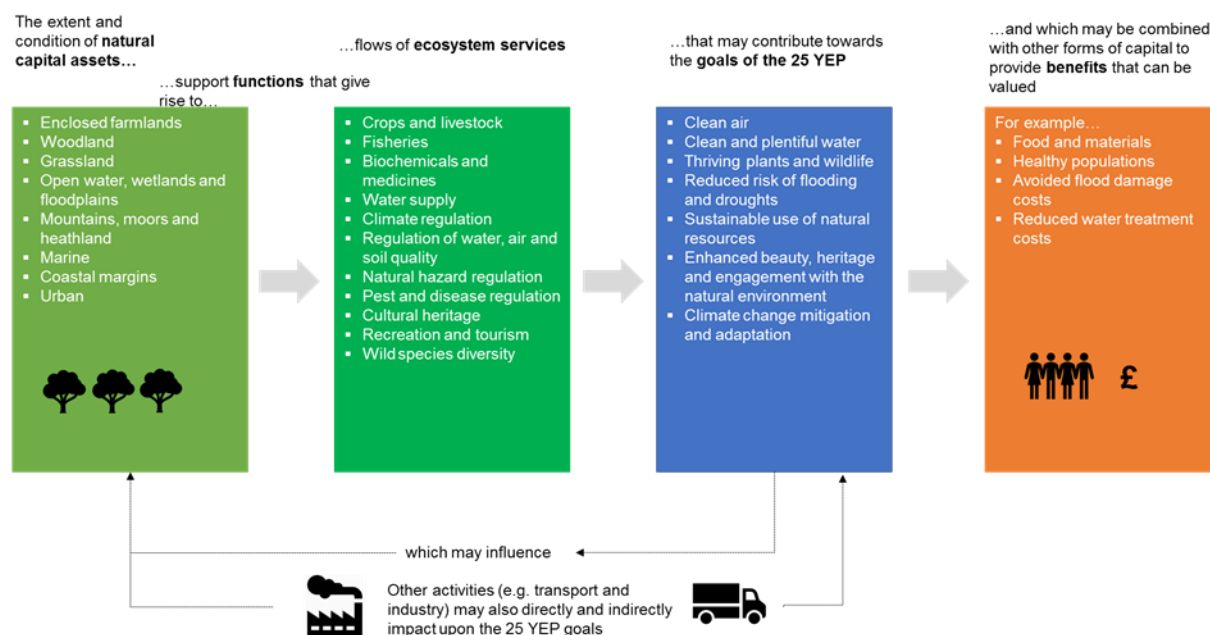 The extent and
condition of natural
capital assets…
…support functions that give
rise to…
…flows of ecosystem services
…that may contribute towards
the goals of the 25 YEP
…and which may be combined
with other forms of capital to
provide benefits that can be
valued
▪ Enclosed farmlands
▪ Woodland
▪ Grassland
▪ Open water, wetlands and
floodplains
▪ Mountains, moors and
heathland
▪ Marine
▪ Coastal margins
▪ Urban
▪ Crops and livestock
▪ Fisheries
▪ Biochemicals and
medicines
▪ Water supply
▪ Climate regulation
▪ Regulation of water, air and
soil quality
▪ Natural hazard regulation
▪ Pest and disease regulation
▪ Cultural heritage
▪ Recreation and tourism
▪ Wild species diversity
▪ Clean air
▪ Clean and plentiful water
▪ Thriving plants and wildlife
▪ Reduced risk of flooding
and droughts
▪ Sustainable use of natural
resources
▪ Enhanced beauty, heritage
and engagement with the
natural environment
▪ Climate change mitigation
and adaptation
For example…
▪ Food and materials
▪ Healthy populations
▪ Avoided flood damage
costs
▪ Reduced water treatment
costs
£
which may influence
Other activities (e.g. transport and
industry) may also directly and indirectly
impact upon the 25 YEP goals